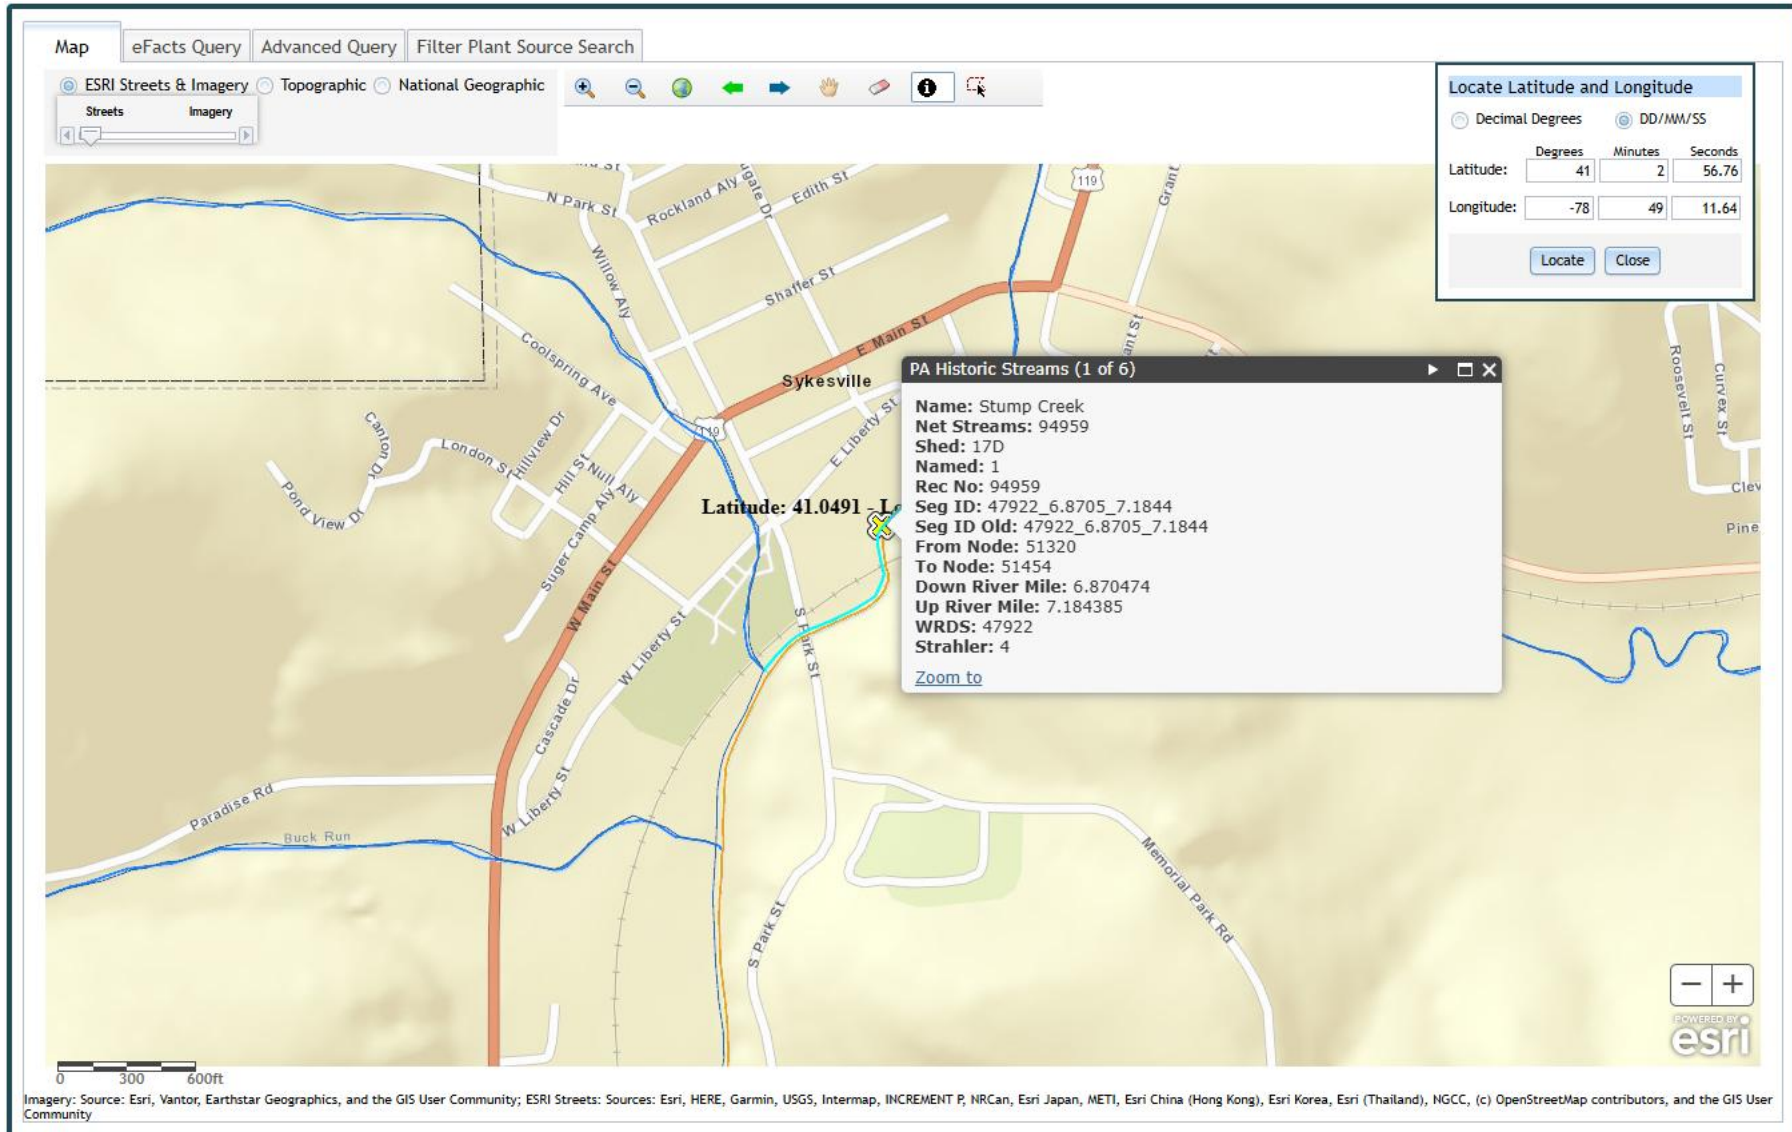 Map
eFacts Query
Advanced Query
Filter Plant Source Search
ESRI Streets & Imagery
Topographic
National Geographic
Streets
Imagery
Locate Latitude and Longitude
Decimal Degrees
DD/MM/SS
Degrees Minutes Seconds
Latitude: 41 2 56.76
Longitude: -78 49 11.64
Locate
Close
N Park St
Rockland Aly
Edith St
119
Grant
Willow Aly
Shaffer St
E Main St
Coolspring Ave
Sykesville
119
E Liberty St
Canton Dr
London St
Hillview Dr
Hill St
Null Aly
Pond View Dr
Suger Camp Aly
W Main St
Latitude: 41.0491 - Lo
S Park St
W Liberty St
Cascade Dr
W Liberty St
Paradise Rd
Buck Run
S Park St
Memorial Park Rd
Roosevelt St
Curvex St
Clev
Pine
PA Historic Streams (1 of 6)
Name: Stump Creek
Net Streams: 94959
Shed: 17D
Named: 1
Rec No: 94959
Seg ID: 47922_6.8705_7.1844
Seg ID Old: 47922_6.8705_7.1844
From Node: 51320
To Node: 51454
Down River Mile: 6.870474
Up River Mile: 7.184385
WRDS: 47922
Strahler: 4
Zoom to
POWERED BY
esri
0 300 600ft
Imagery: Source: Esri, Vantor, Earthstar Geographics, and the GIS User Community; ESRI Streets: Sources: Esri, HERE, Garmin, USGS, Intermap, INCREMENT P, NRCan, Esri Japan, METI, Esri China (Hong Kong), Esri Korea, Esri (Thailand), NGCC, (c) OpenStreetMap contributors, and the GIS User
Community